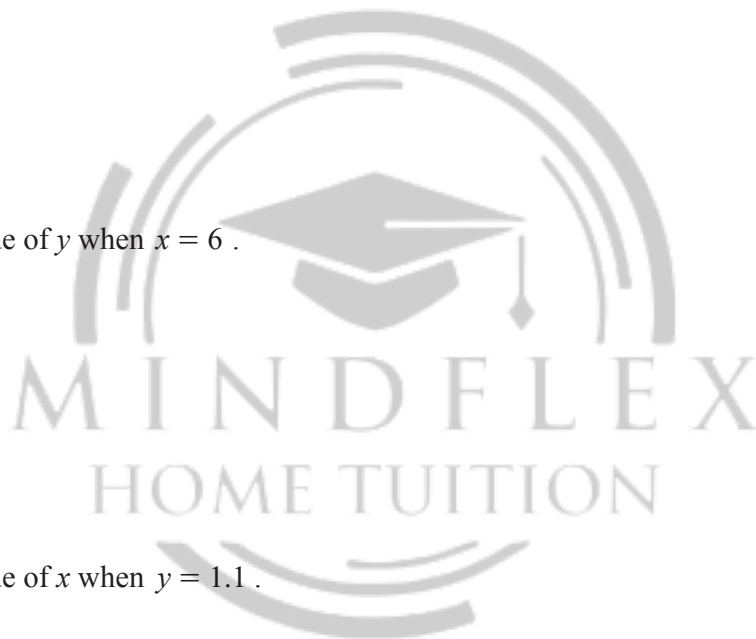 e of y when x = 6 .
MINDFLEX
HOME TUITION
e of x when y = 1.1 .